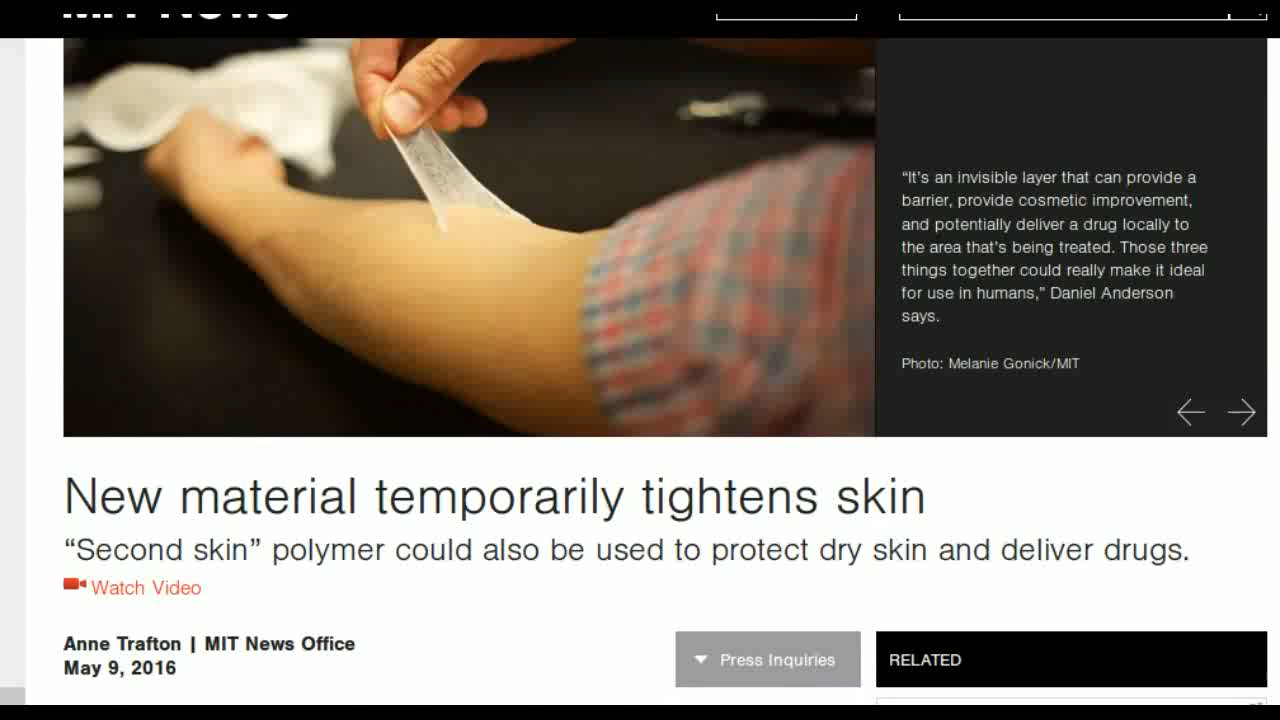 MIT News
“It’s an invisible layer that can provide a
barrier, provide cosmetic improvement,
and potentially deliver a drug locally to
the area that’s being treated. Those three
things together could really make it ideal
for use in humans,” Daniel Anderson
says.
Photo: Melanie Gonick/MIT
New material temporarily tightens skin
“Second skin” polymer could also be used to protect dry skin and deliver drugs.
Watch Video
Anne Trafton | MIT News Office
May 9, 2016
Press Inquiries
RELATED